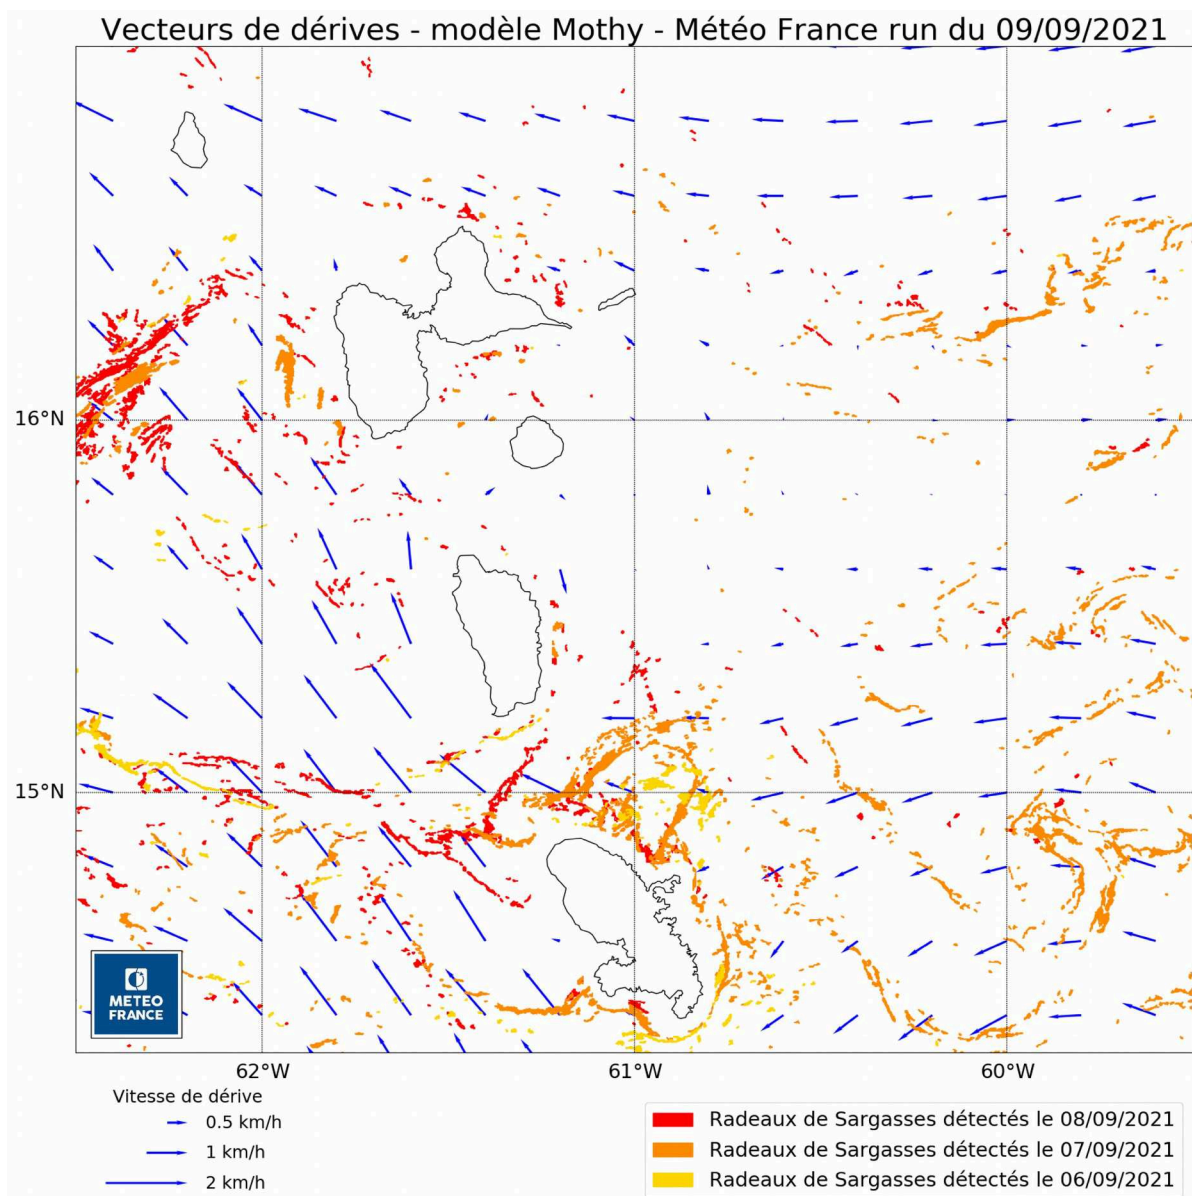 Vecteurs de dérives - modèle Mothy - Météo France run du 09/09/2021
16°N
15°N
METEO
FRANCE
62°W
61°W
60°W
Vitesse de dérive
0.5 km/h
1 km/h
2 km/h
Radeaux de Sargasses détectés le 08/09/2021
Radeaux de Sargasses détectés le 07/09/2021
Radeaux de Sargasses détectés le 06/09/2021